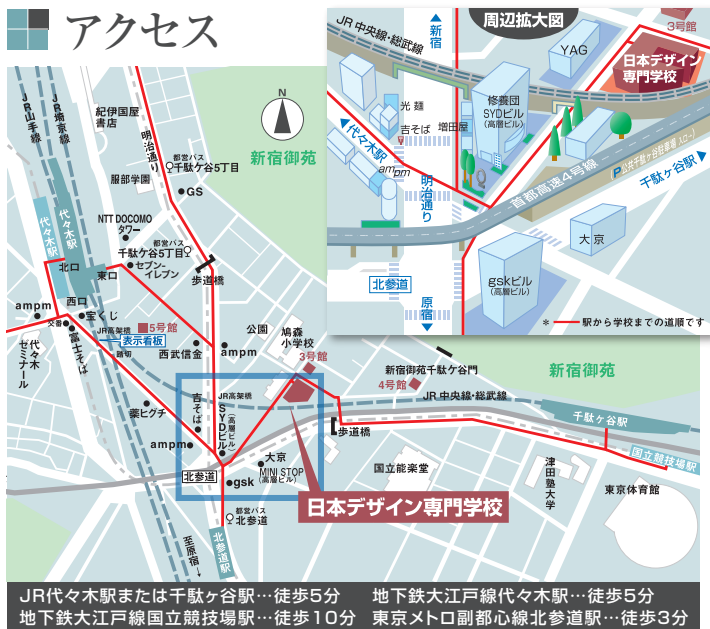 アクセス
周辺拡大図
JR中央線・総武線
新宿
YAG
3号館
日本デザイン
専門学校
光麺
吉そば
増田屋
修養団
SYDビル
(高層ビル)
代々木駅
ampm
明治通り
首都高速4号線
P
千駄ヶ谷駅
大京
gskビル
(高層ビル)
北参道
原宿
* 駅から学校までの道順です
N
新宿御苑
JR山手線
JR埼京線
紀伊国屋
書店
明治通り
都営バス
千駄ケ谷5丁目
服部学園
GS
NTT DOCOMO
タワー
都営バス
千駄ケ谷5丁目
セブン-
イレブン
代々木駅
代々木駅
北口
東口
歩道橋
西口
ampm
宝くじ
交番
富士そば
JR高架橋
5号館
表示看板
踏切
代々木
ゼミナール
西武信金
ampm
公園
鳩森
小学校
3号館
新宿御苑千駄ケ谷門
4号館
新宿御苑
JR中央線・総武線
千駄ケ谷駅
薬ヒグチ
吉そば
JR高架橋
SYDビル
(高層ビル)
ampm
大京
MINI STOP
(高層ビル)
gsk
北参道
歩道橋
国立能楽堂
津田塾大学
国立競技場駅
東京体育館
日本デザイン専門学校
都営バス
北参道
北参道駅
至原宿
JR代々木駅または千駄ヶ谷駅…徒歩5分
地下鉄大江戸線代々木駅…徒歩5分
地下鉄大江戸線国立競技場駅…徒歩10分
東京メトロ副都心線北参道駅…徒歩3分